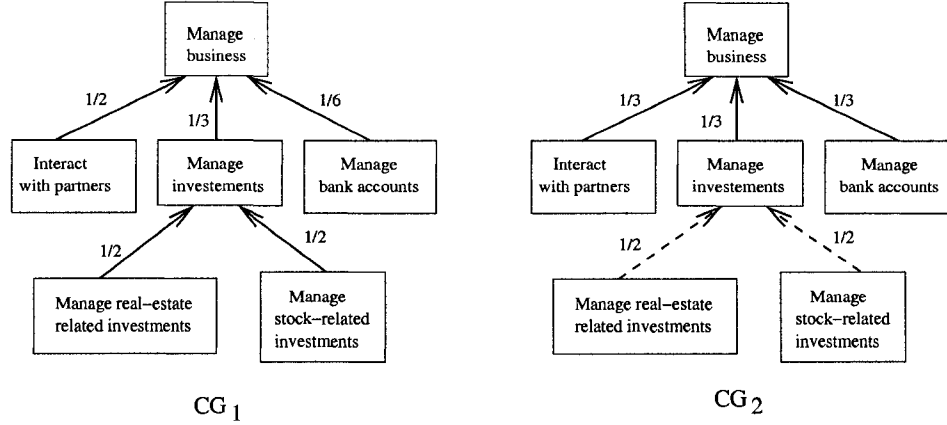 Manage
business
1/2
1/3
1/6
Interact
with partners
Manage
investements
Manage
bank accounts
1/2
1/2
Manage real-estate
related investments
Manage
stock-related
investments
CG1
Manage
business
1/3
1/3
1/3
Interact
with partners
Manage
investements
Manage
bank accounts
1/2
1/2
Manage real-estate
related investments
Manage
stock-related
investments
CG2